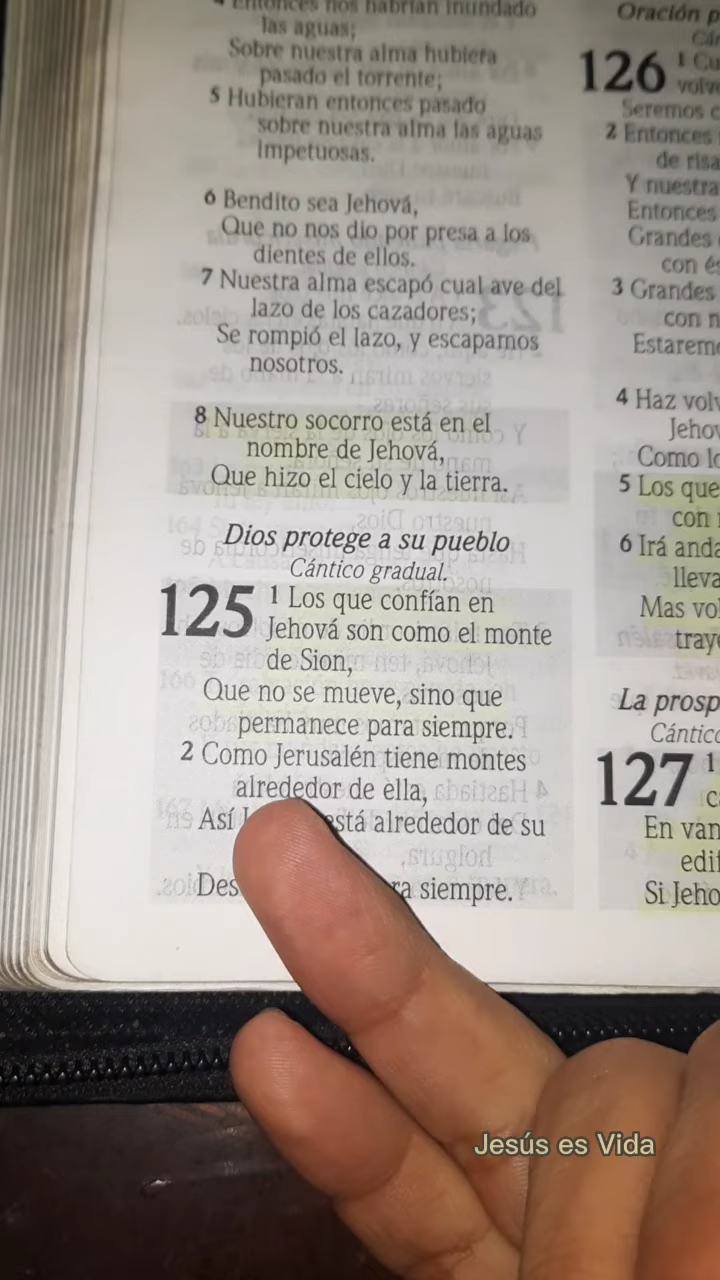 4 Entonces nos habrían inundado
las aguas;
Sobre nuestra alma hubiera
pasado el torrente;
5 Hubieran entonces pasado
sobre nuestra alma las aguas
impetuosas.
6 Bendito sea Jehová,
Que no nos dio por presa a los
dientes de ellos.
7 Nuestra alma escapó cual ave del
lazo de los cazadores;
Se rompió el lazo, y escapamos
nosotros.
8 Nuestro socorro está en el
nombre de Jehová,
Que hizo el cielo y la tierra.
Dios protege a su pueblo
Cántico gradual.
125 1 Los que confían en
Jehová son como el monte
de Sion,
Que no se mueve, sino que
permanece para siempre.
2 Como Jerusalén tiene montes
alrededor de ella,
Así está alrededor de su
siempre.
Oración
126 1
Seremos
2 Entonces
de risa
Y nuestra
Entonces
Grandes
con
3 Grandes
con
4 Haz
Como
5 Los que
con
6 Irá
Mas
La
127 1
En
Si
Jesús es Vida